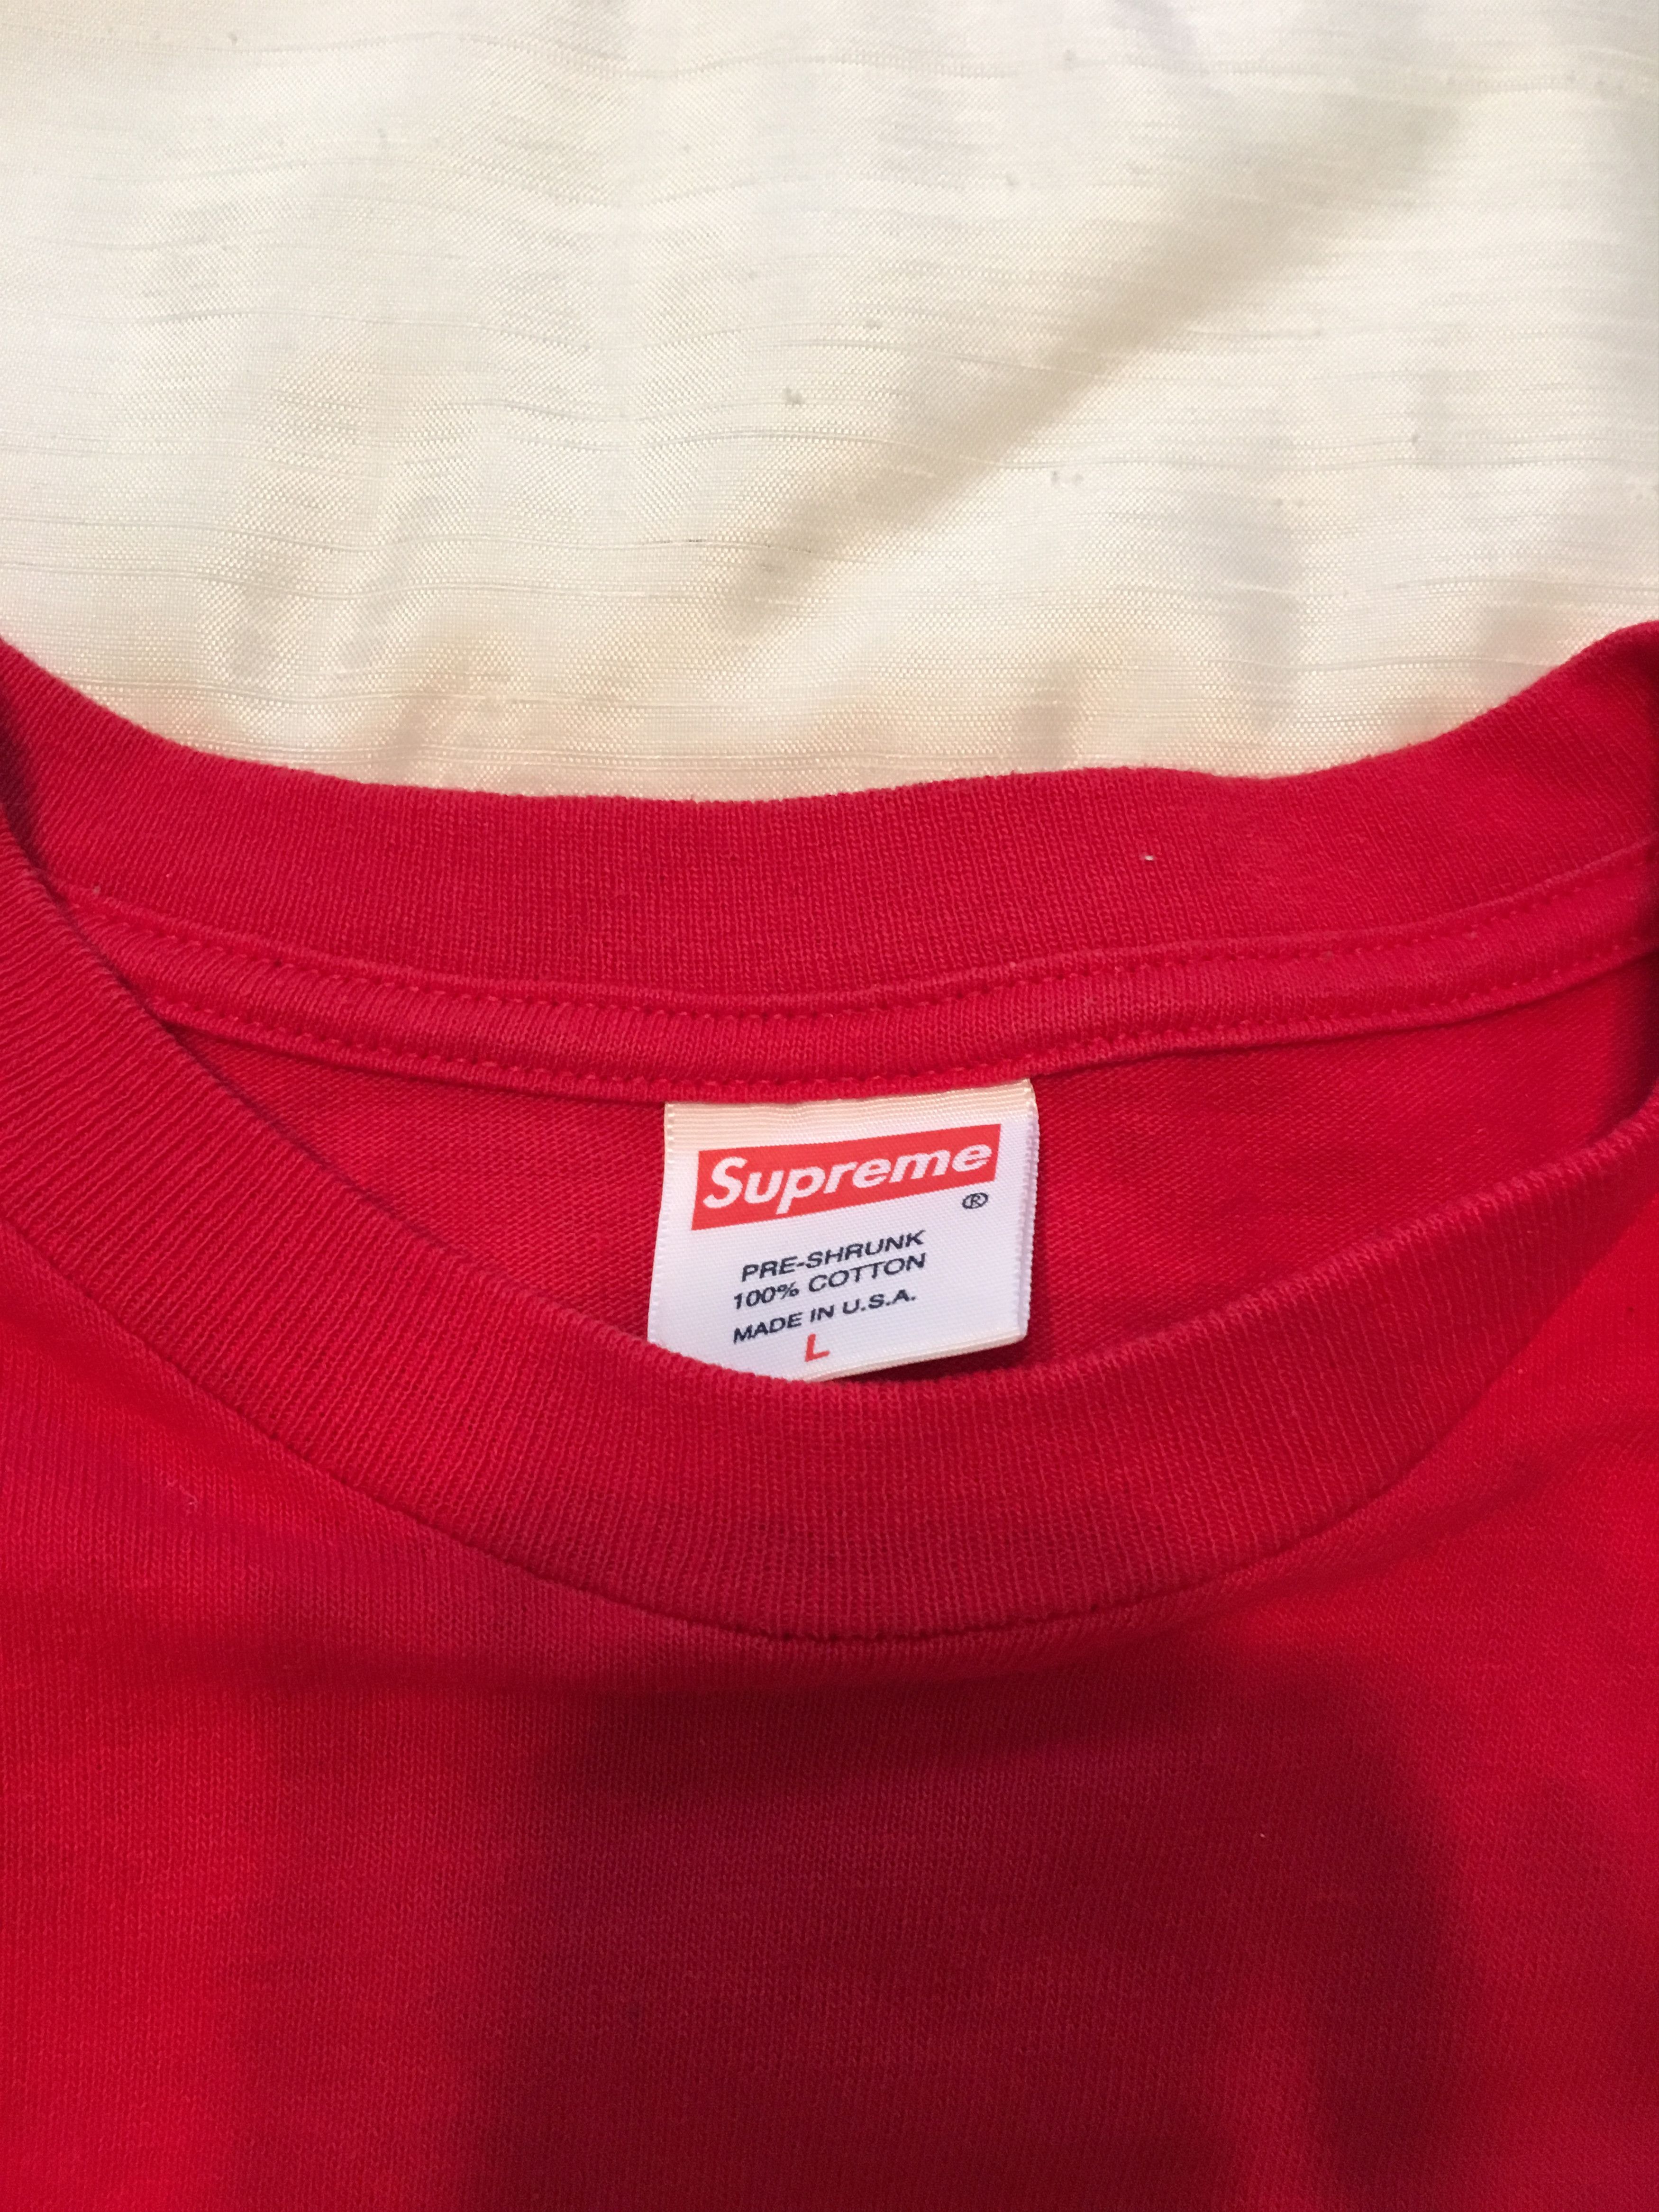 Supreme
®
PRE-SHRUNK
100% COTTON
MADE IN U.S.A.
L